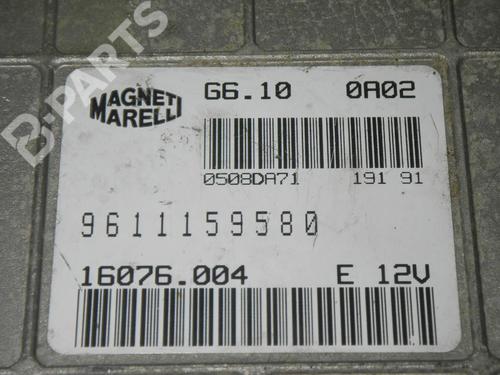 B-PARTS
MAGNETI
MARELLI
G6.10 0A02
0508DA71 191 91
9611159580
16076.004 E 12V